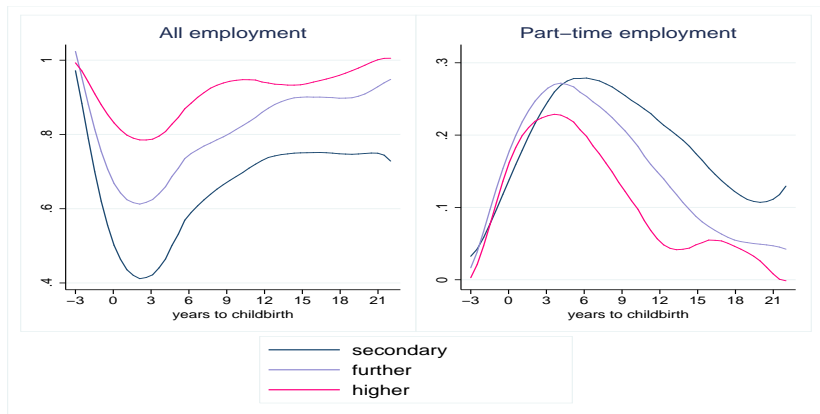 All employment
1
.8
.6
.4
−3 0 3 6 9 12 15 18 21
years to childbirth
Part−time employment
.3
.2
.1
0
−3 0 3 6 9 12 15 18 21
years to childbirth
secondary
further
higher